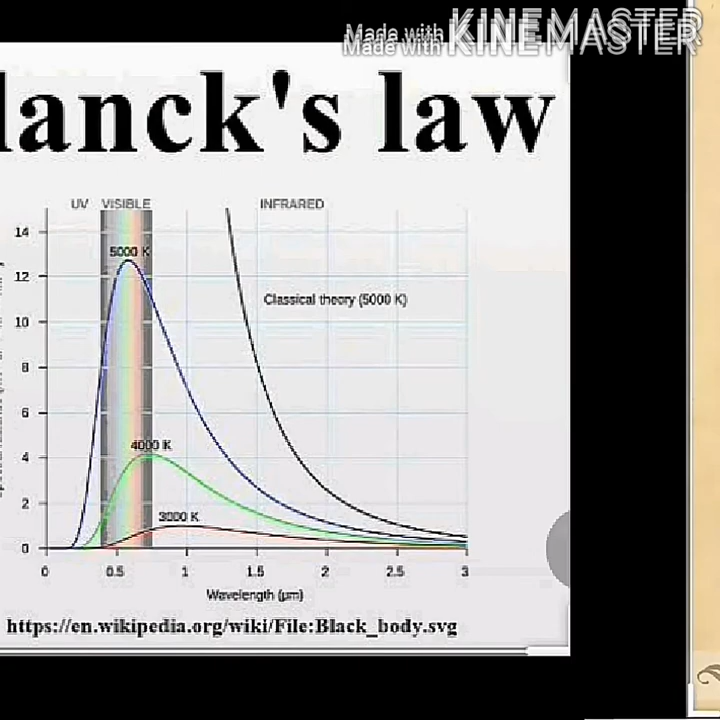 Made with KINEMASTER
Made with KINEMASTER
lanck's law
UV VISIBLE INFRARED
14
5000 K
12
Classical theory (5000 K)
10
8
6
4000 K
4
3000 K
2
0
0 0.5 1 1.5 2 2.5 3
Wavelength (μm)
https://en.wikipedia.org/wiki/File:Black_body.svg